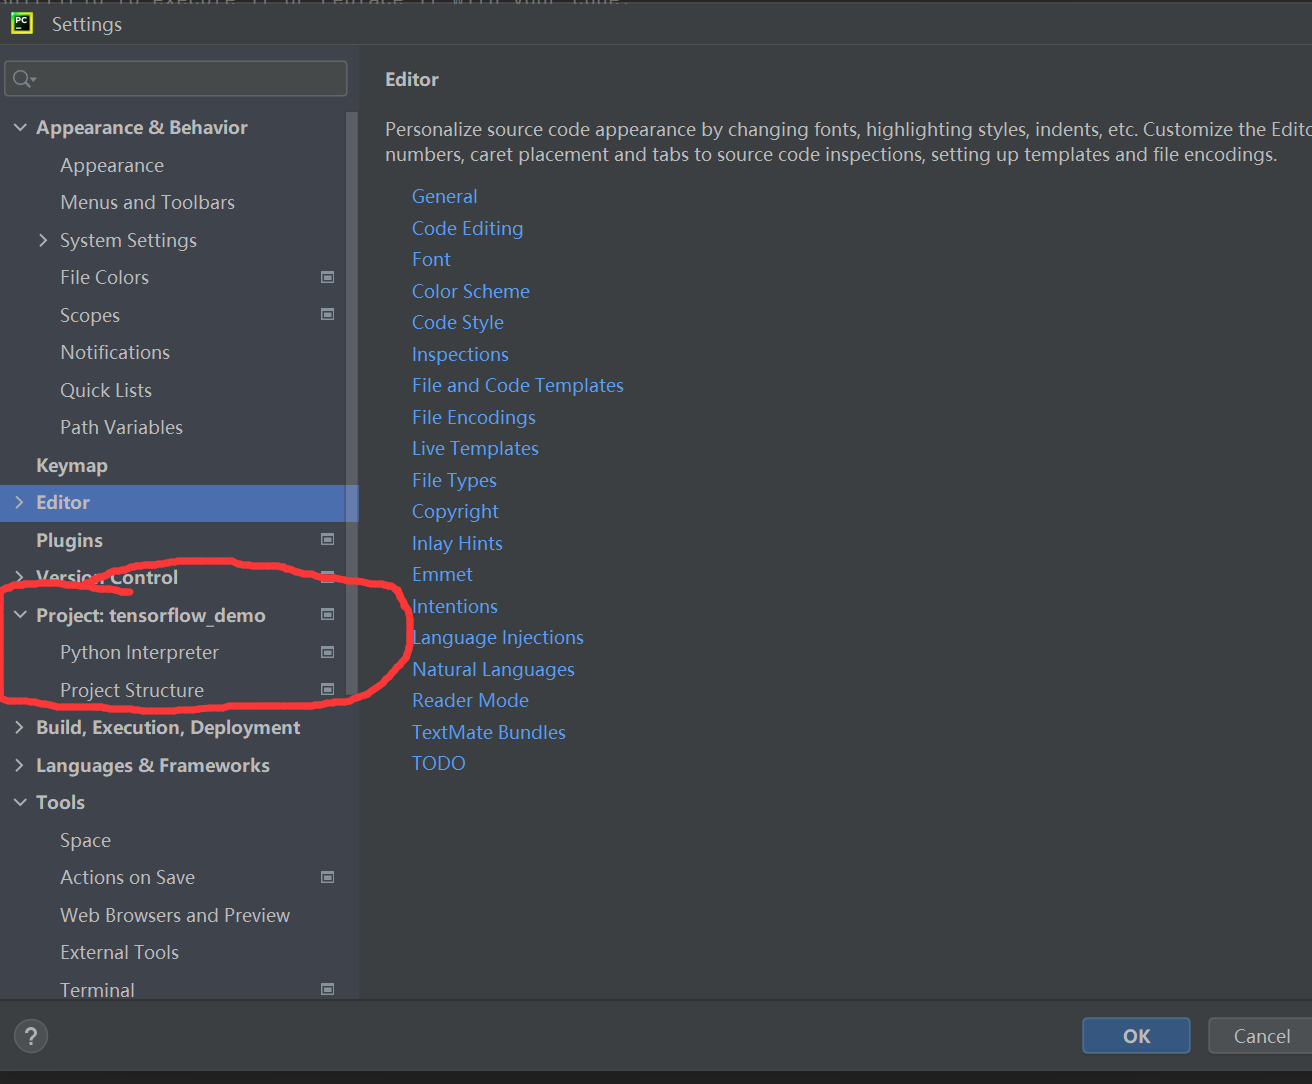 PC
Settings
Appearance & Behavior
Appearance
Menus and Toolbars
System Settings
File Colors
Scopes
Notifications
Quick Lists
Path Variables
Keymap
Editor
Plugins
Version Control
Project: tensorflow_demo
Python Interpreter
Project Structure
Build, Execution, Deployment
Languages & Frameworks
Tools
Space
Actions on Save
Web Browsers and Preview
External Tools
Terminal
Editor
Personalize source code appearance by changing fonts, highlighting styles, indents, etc. Customize the Edito
numbers, caret placement and tabs to source code inspections, setting up templates and file encodings.
General
Code Editing
Font
Color Scheme
Code Style
Inspections
File and Code Templates
File Encodings
Live Templates
File Types
Copyright
Inlay Hints
Emmet
Intentions
Language Injections
Natural Languages
Reader Mode
TextMate Bundles
TODO
?
OK
Cancel